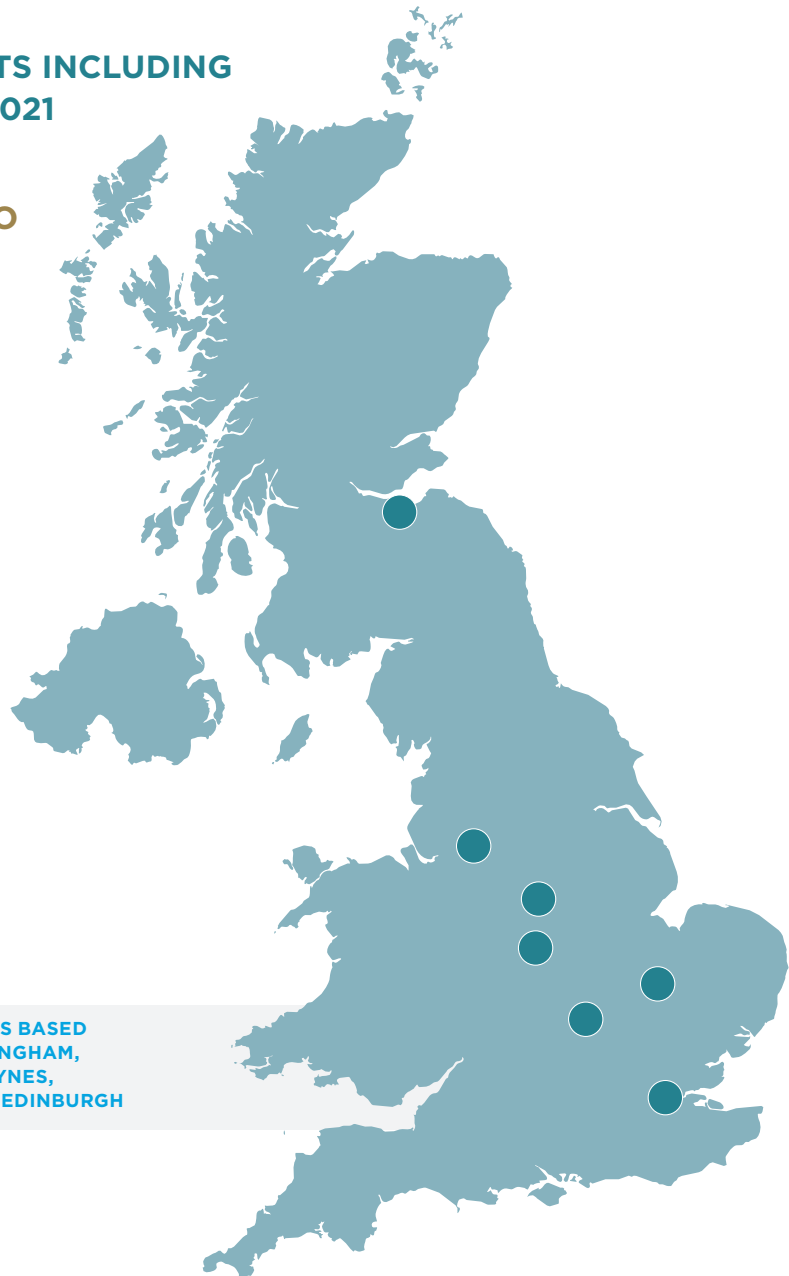 TS INCLUDING
021
O
S BASED
NGHAM,
YNES,
EDINBURGH